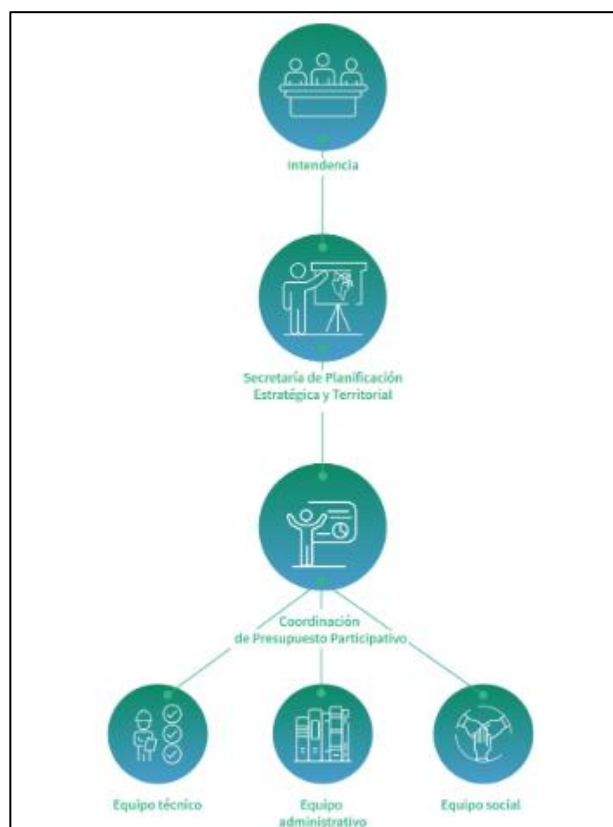 Intendencia
Secretaría de Planificación
Estratégica y Territorial
Coordinación
de Presupuesto Participativo
Equipo técnico
Equipo
administrativo
Equipo social